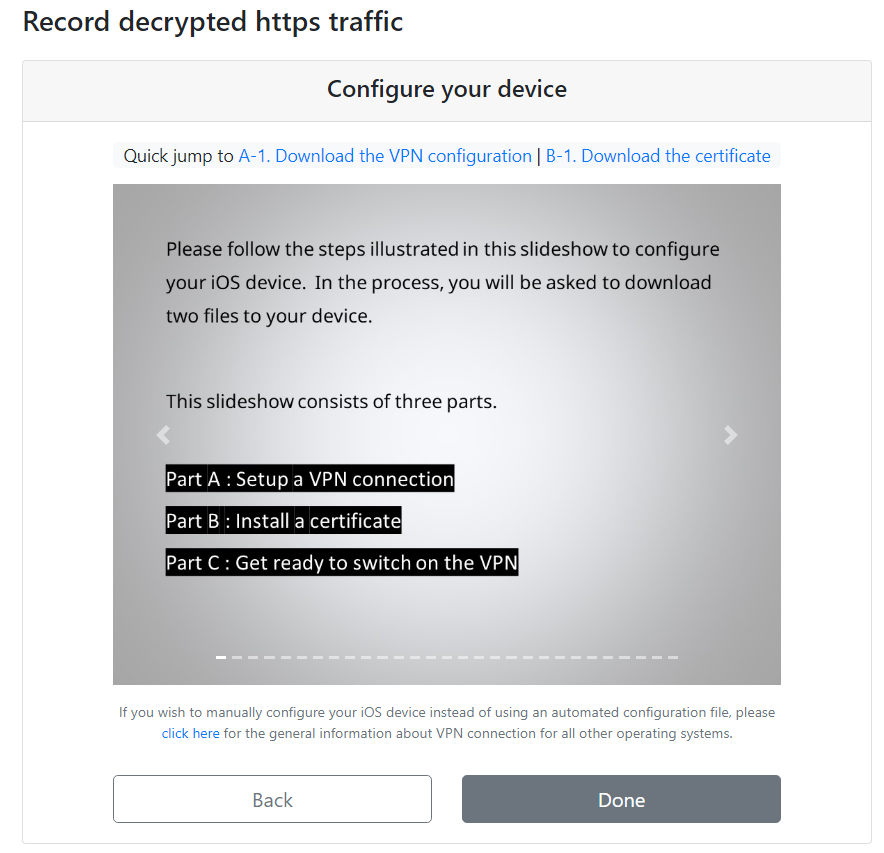 Record decrypted https traffic
Configure your device
Quick jump to A-1. Download the VPN configuration | B-1. Download the certificate
Please follow the steps illustrated in this slideshow to configure
your iOS device.  In the process, you will be asked to download
two files to your device.
This slideshow consists of three parts.
Part A : Setup a VPN connection
Part B : Install a certificate
Part C : Get ready to switch on the VPN
If you wish to manually configure your iOS device instead of using an automated configuration file, please
click here for the general information about VPN connection for all other operating systems.
Back
Done